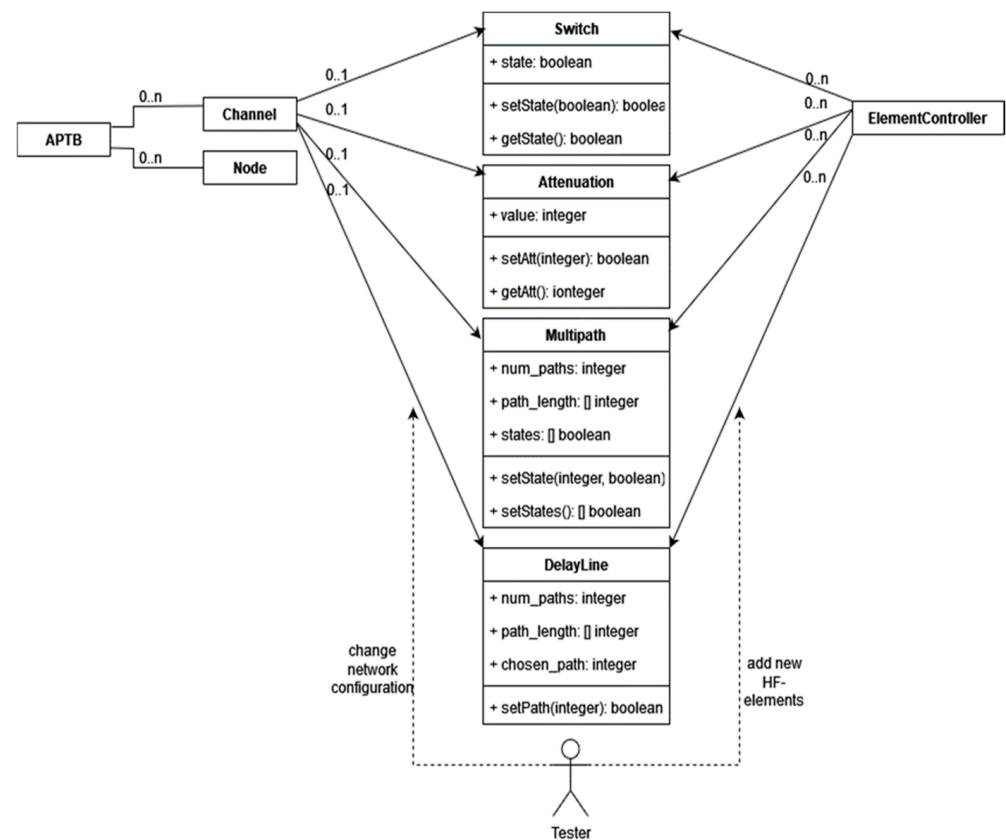 Switch
+ state: boolean
+ setState(boolean): boolea
+ getState(): boolean
0..1
0..1
0..1
0..1
0..n
0..n
0..n
0..n
0..n
Channel
ElementController
APTB
0..n
Node
Attenuation
+ value: integer
+ setAtt(integer): boolean
+ getAtt(): ionteger
Multipath
+ num_paths: integer
+ path_length: [] integer
+ states: [] boolean
+ setState(integer, boolean)
+ setStates(): [] boolean
DelayLine
+ num_paths: integer
+ path_length: [] integer
+ chosen_path: integer
+ setPath(integer): boolean
change
network
configuration
add new
HF-
elements
Tester